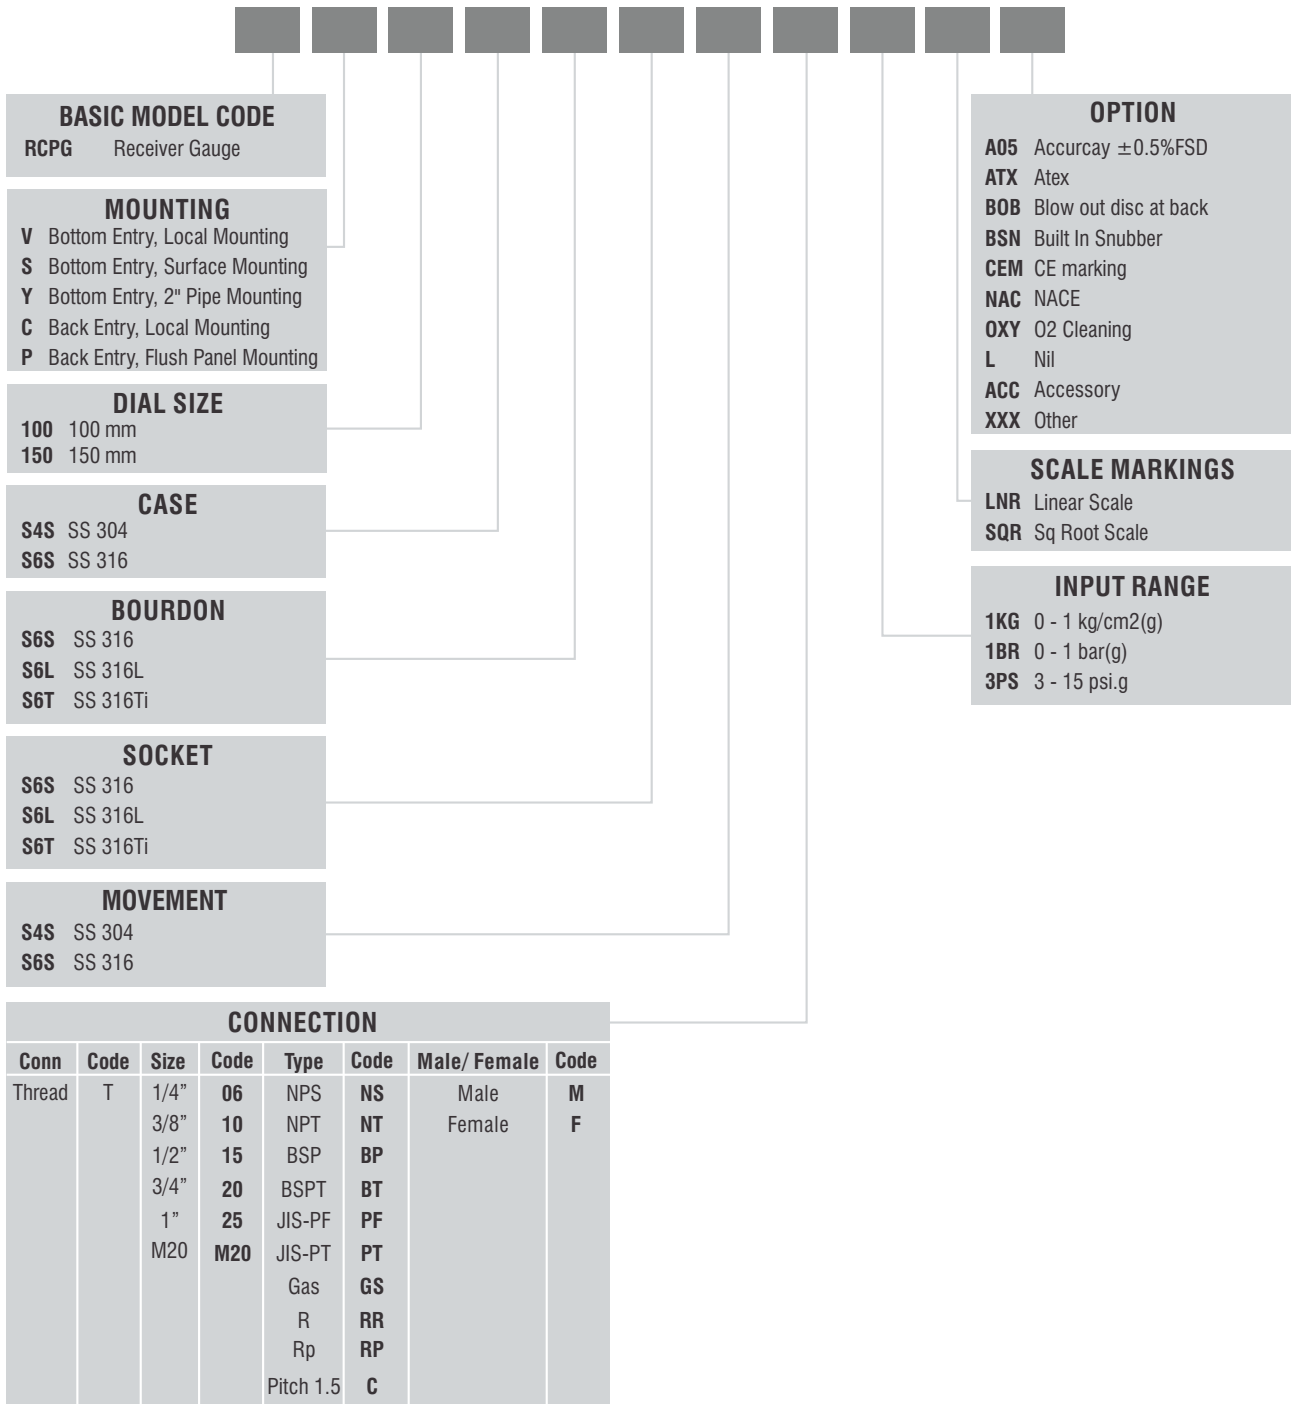 BASIC MODEL CODE
RCPG Receiver Gauge
MOUNTING
V Bottom Entry, Local Mounting
S Bottom Entry, Surface Mounting
Y Bottom Entry, 2" Pipe Mounting
C Back Entry, Local Mounting
P Back Entry, Flush Panel Mounting
DIAL SIZE
100 100 mm
150 150 mm
CASE
S4S SS 304
S6S SS 316
BOURDON
S6S SS 316
S6L SS 316L
S6T SS 316Ti
SOCKET
S6S SS 316
S6L SS 316L
S6T SS 316Ti
MOVEMENT
S4S SS 304
S6S SS 316
CONNECTION
Conn Code Size Code Type Code Male/ Female Code
Thread T 1/4” 06 NPS NS Male M
3/8” 10 NPT NT Female F
1/2” 15 BSP BP
3/4” 20 BSPT BT
1” 25 JIS-PF PF
M20 M20 JIS-PT PT
Gas GS
R RR
Rp RP
Pitch 1.5 C
OPTION
A05 Accurcay ±0.5%FSD
ATX Atex
BOB Blow out disc at back
BSN Built In Snubber
CEM CE marking
NAC NACE
OXY O2 Cleaning
L Nil
ACC Accessory
XXX Other
SCALE MARKINGS
LNR Linear Scale
SQR Sq Root Scale
INPUT RANGE
1KG 0 - 1 kg/cm2(g)
1BR 0 - 1 bar(g)
3PS 3 - 15 psi.g